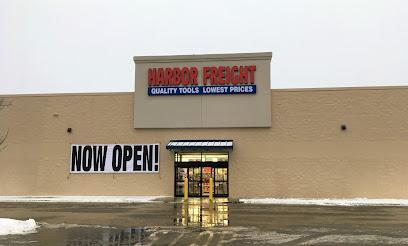 HARBOR FREIGHT
QUALITY TOOLS LOWEST PRICES
NOW OPEN!